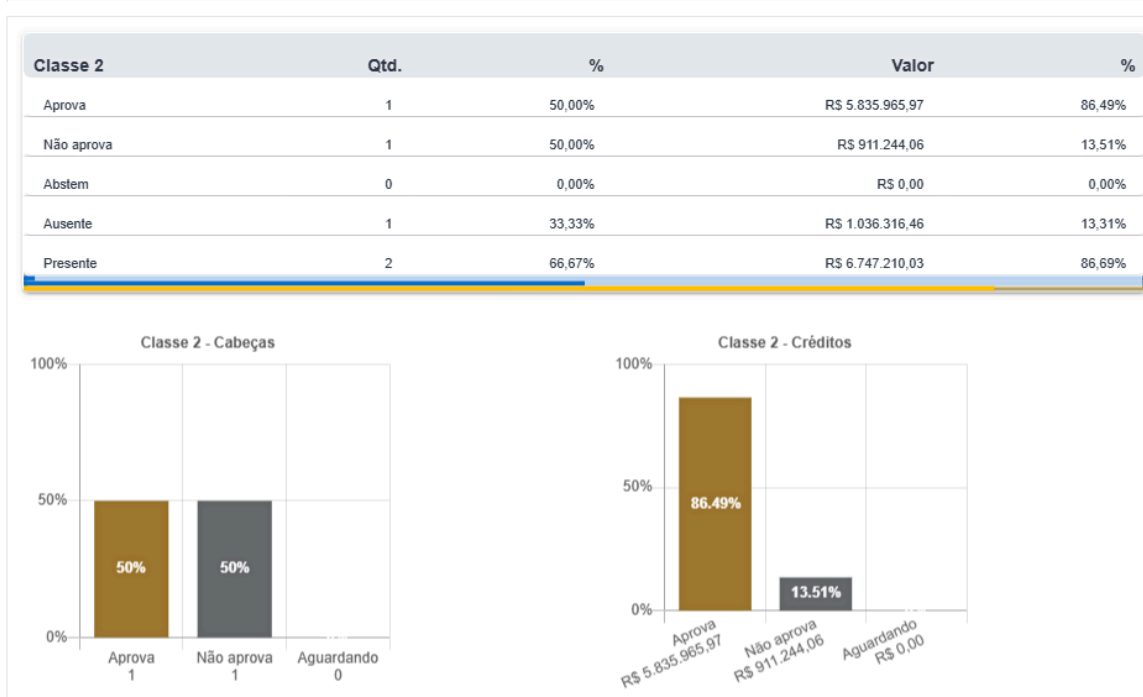 Classe 2 Qtd. % Valor %
Aprova 1 50,00% R$ 5.835.965,97 86,49%
Não aprova 1 50,00% R$ 911.244,06 13,51%
Abstem 0 0,00% R$ 0,00 0,00%
Ausente 1 33,33% R$ 1.036.316,46 13,31%
Presente 2 66,67% R$ 6.747.210,03 86,69%
Classe 2 - Cabeças
100%
50%
0%
50%
50%
Aprova
1
Não aprova
1
Aguardando
0
Classe 2 - Créditos
100%
50%
0%
86.49%
13.51%
Aprova
R$ 5.835.965,97
Não aprova
R$ 911.244,06
Aguardando
R$ 0,00